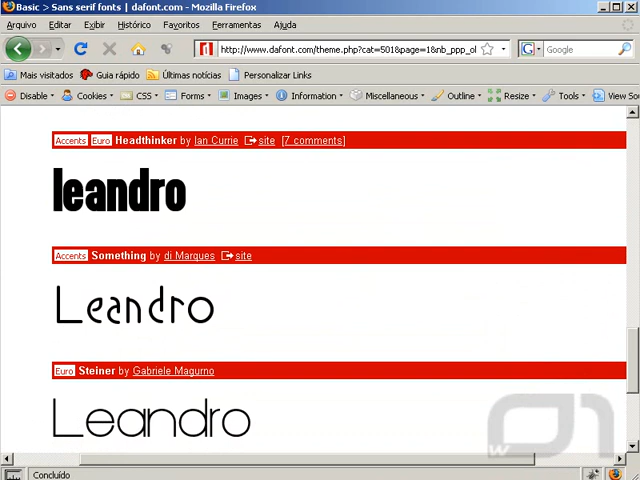 Basic > Sans serif fonts | dafont.com - Mozilla Firefox
Arquivo Editar Exibir Histórico Favoritos Ferramentas Ajuda
http://www.dafont.com/theme.php?cat=501&page=1&nb_ppp_ol Google
Mais visitados Guia rápido Últimas notícias Personalizar Links
Disable Cookies CSS Forms Images Information Miscellaneous Outline Resize Tools View Sou
Accents Euro Headthinker by Ian Currie site [7 comments]
leandro
Accents Something by di Marques site
Leandro
Euro Steiner by Gabriele Magurno
Leandro
Concluído